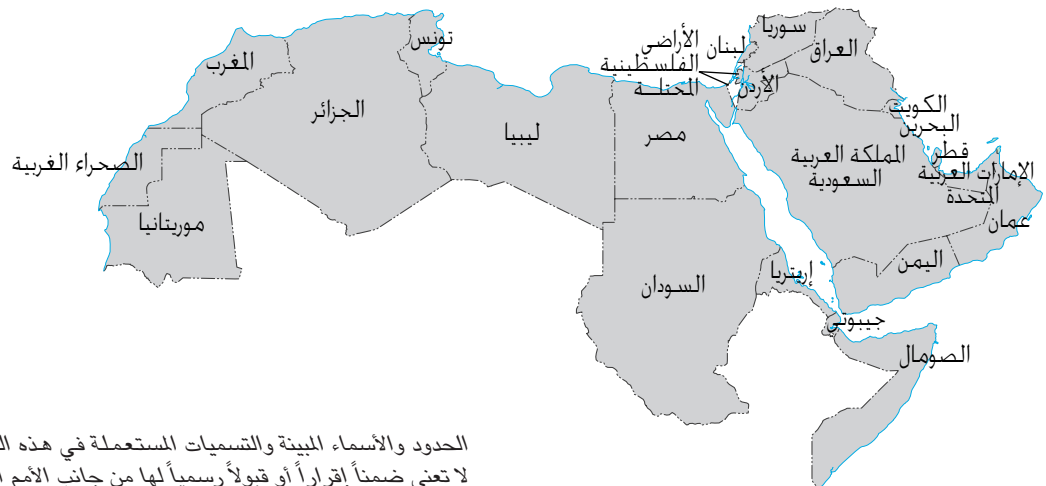 تونس
المغرب
الجزائر
ليبيا
مصر
الصحراء الغربية
موريتانيا
السودان
إريتريا
جيبوتي
الصومال
سوريا
لبنان
العراق
الأراضي
الفلسطينية
المحتلة
الأردن
الكويت
البحرين
قطر
الإمارات العربية
المتحدة
المملكة العربية
السعودية
عمان
اليمن
الحدود والأسماء المبينة والتسميات المستعملة في هذه
لا تعني ضمناً إقراراً أو قبولاً رسمياً لها من جانب الأمم